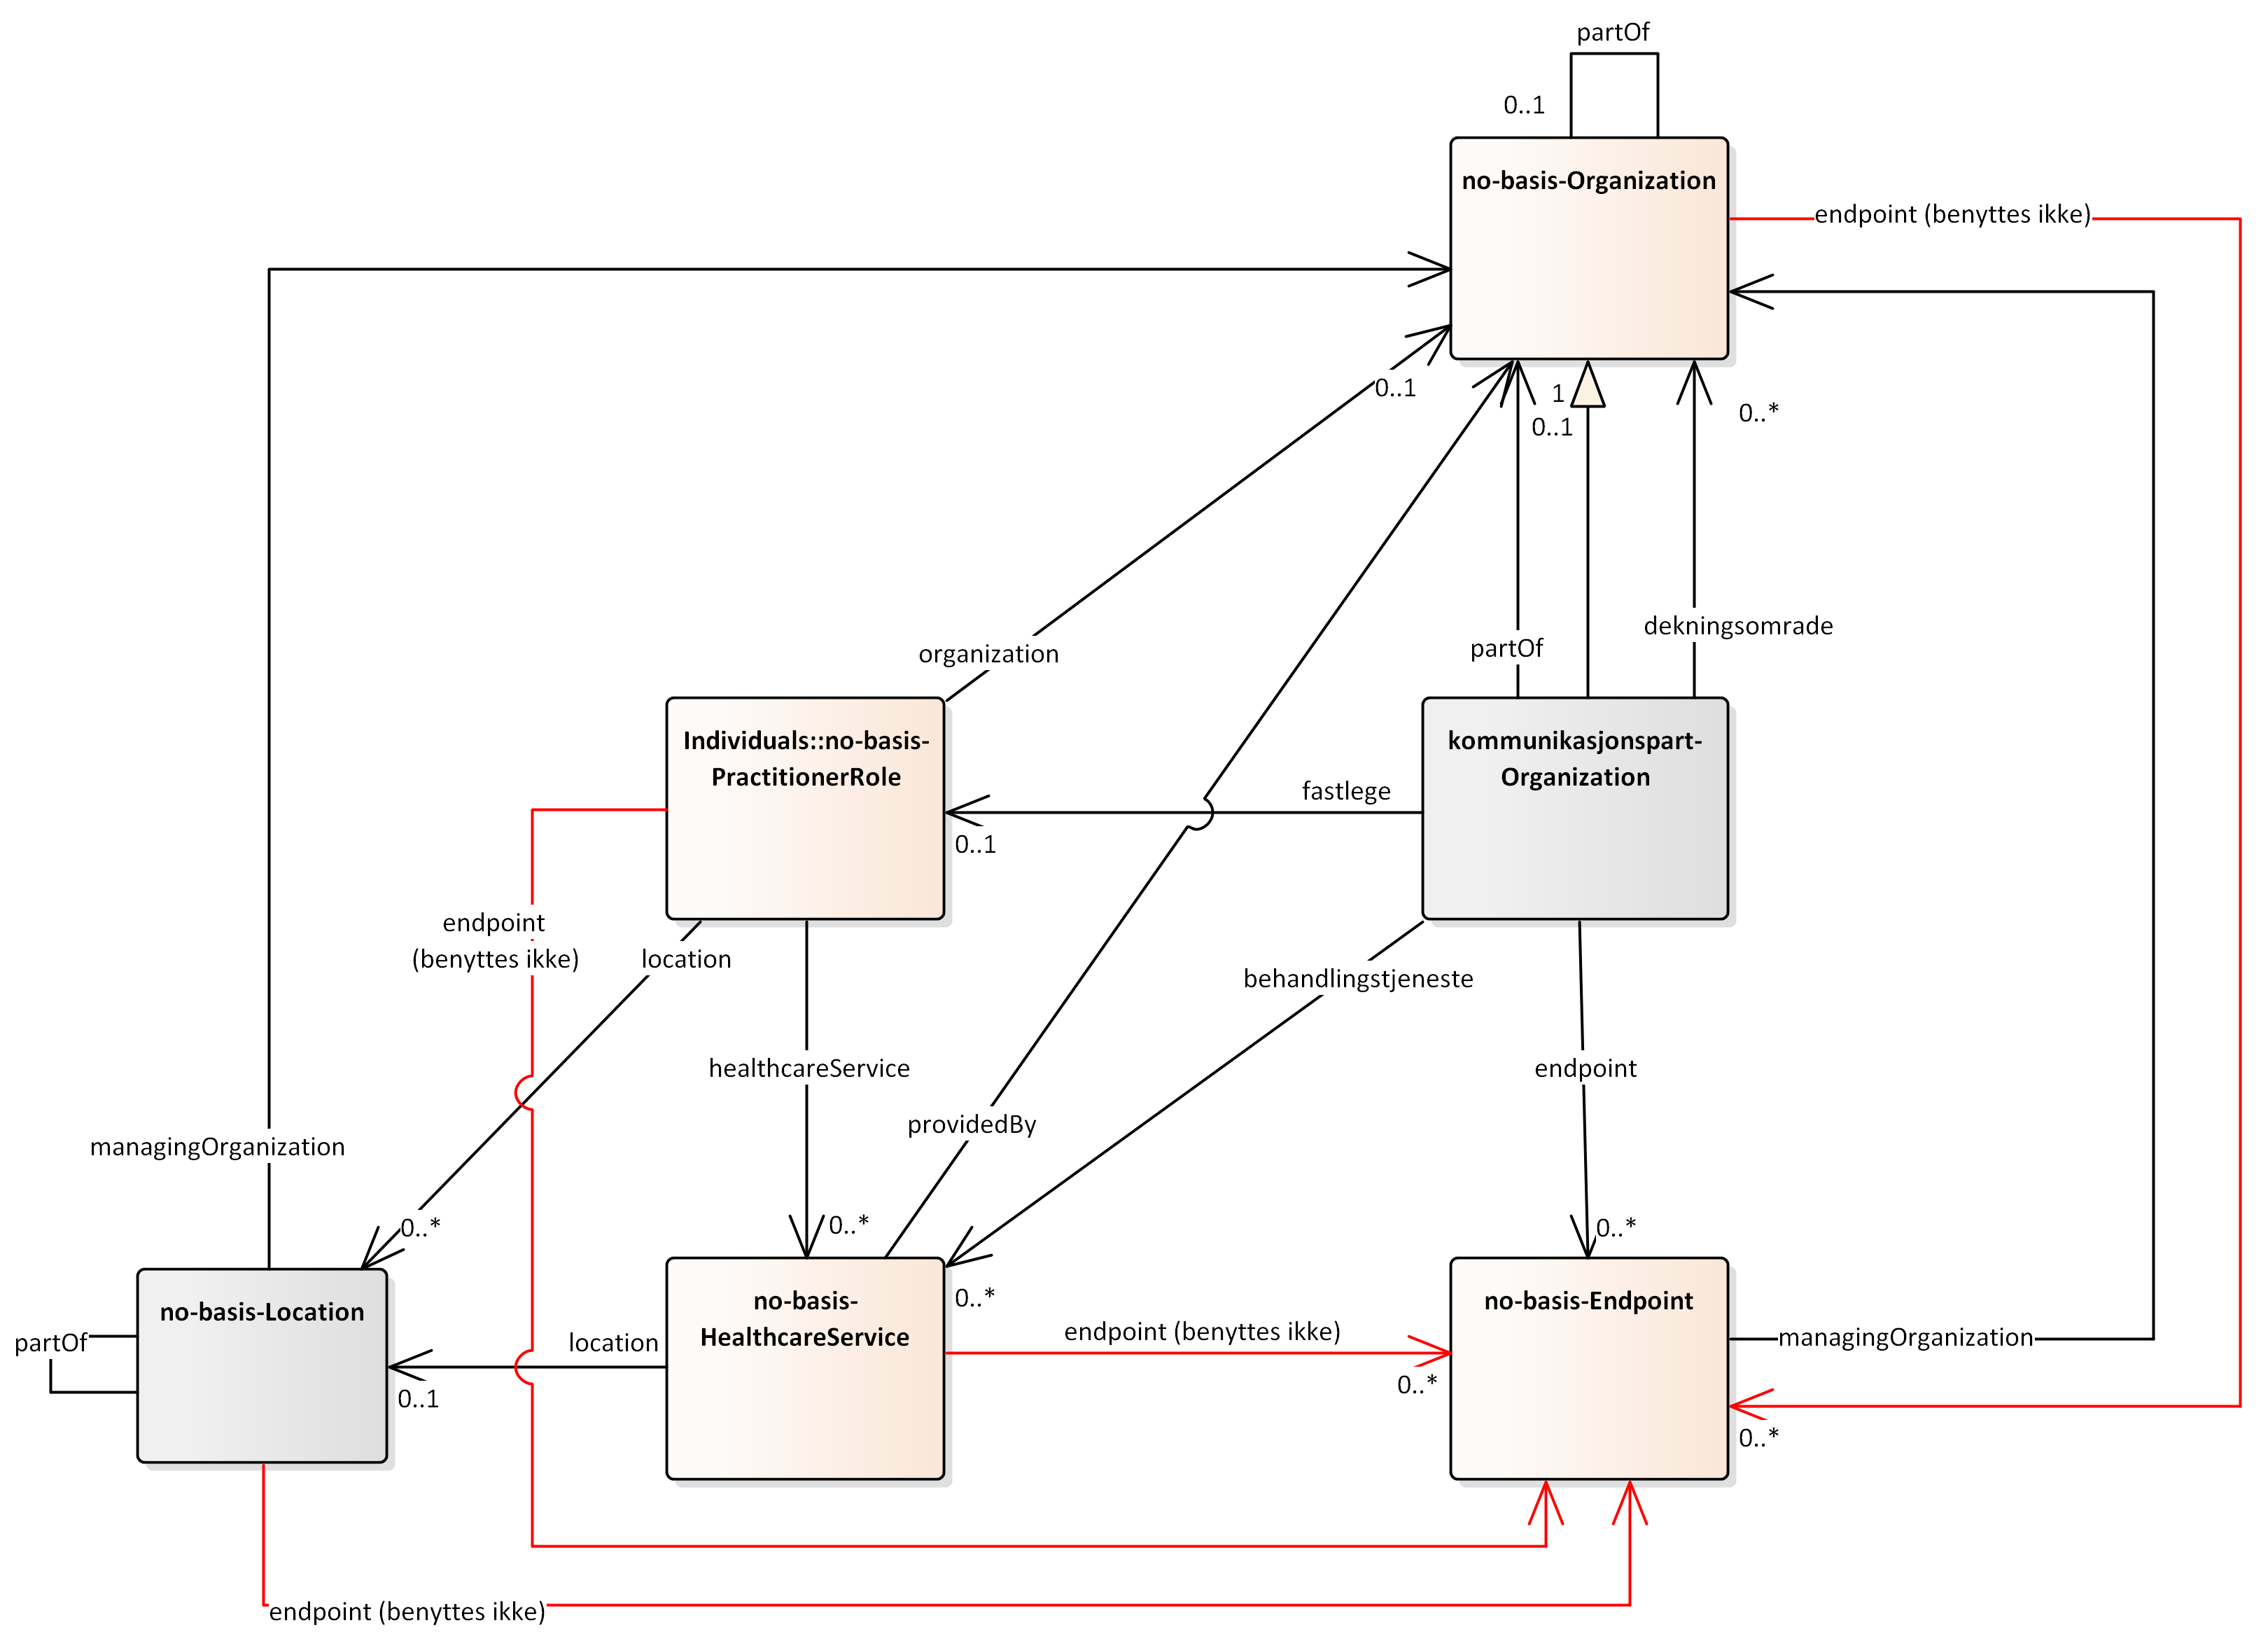 partOf
0..1
no-basis-Organization
endpoint (benyttes ikke)
0..1
1
0..1
0..*
dekningsomrade
partOf
organization
Individuals::no-basis-
PractitionerRole
kommunikasjonspart-
Organization
fastlege
0..1
endpoint
(benyttes ikke)
location
behandlingstjeneste
healthcareService
endpoint
providedBy
managingOrganization
0..*
0..*
0..*
no-basis-Location
no-basis-
HealthcareService
0..*
no-basis-Endpoint
partOf
location
endpoint (benyttes ikke)
managingOrganization
0..1
0..*
0..*
endpoint (benyttes ikke)